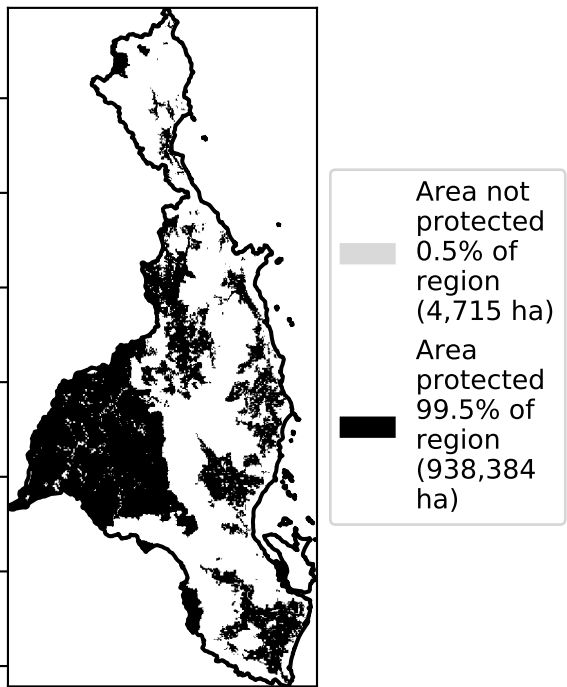 Area not
protected
0.5% of
region
(4,715 ha)
Area
protected
99.5% of
region
(938,384
ha)